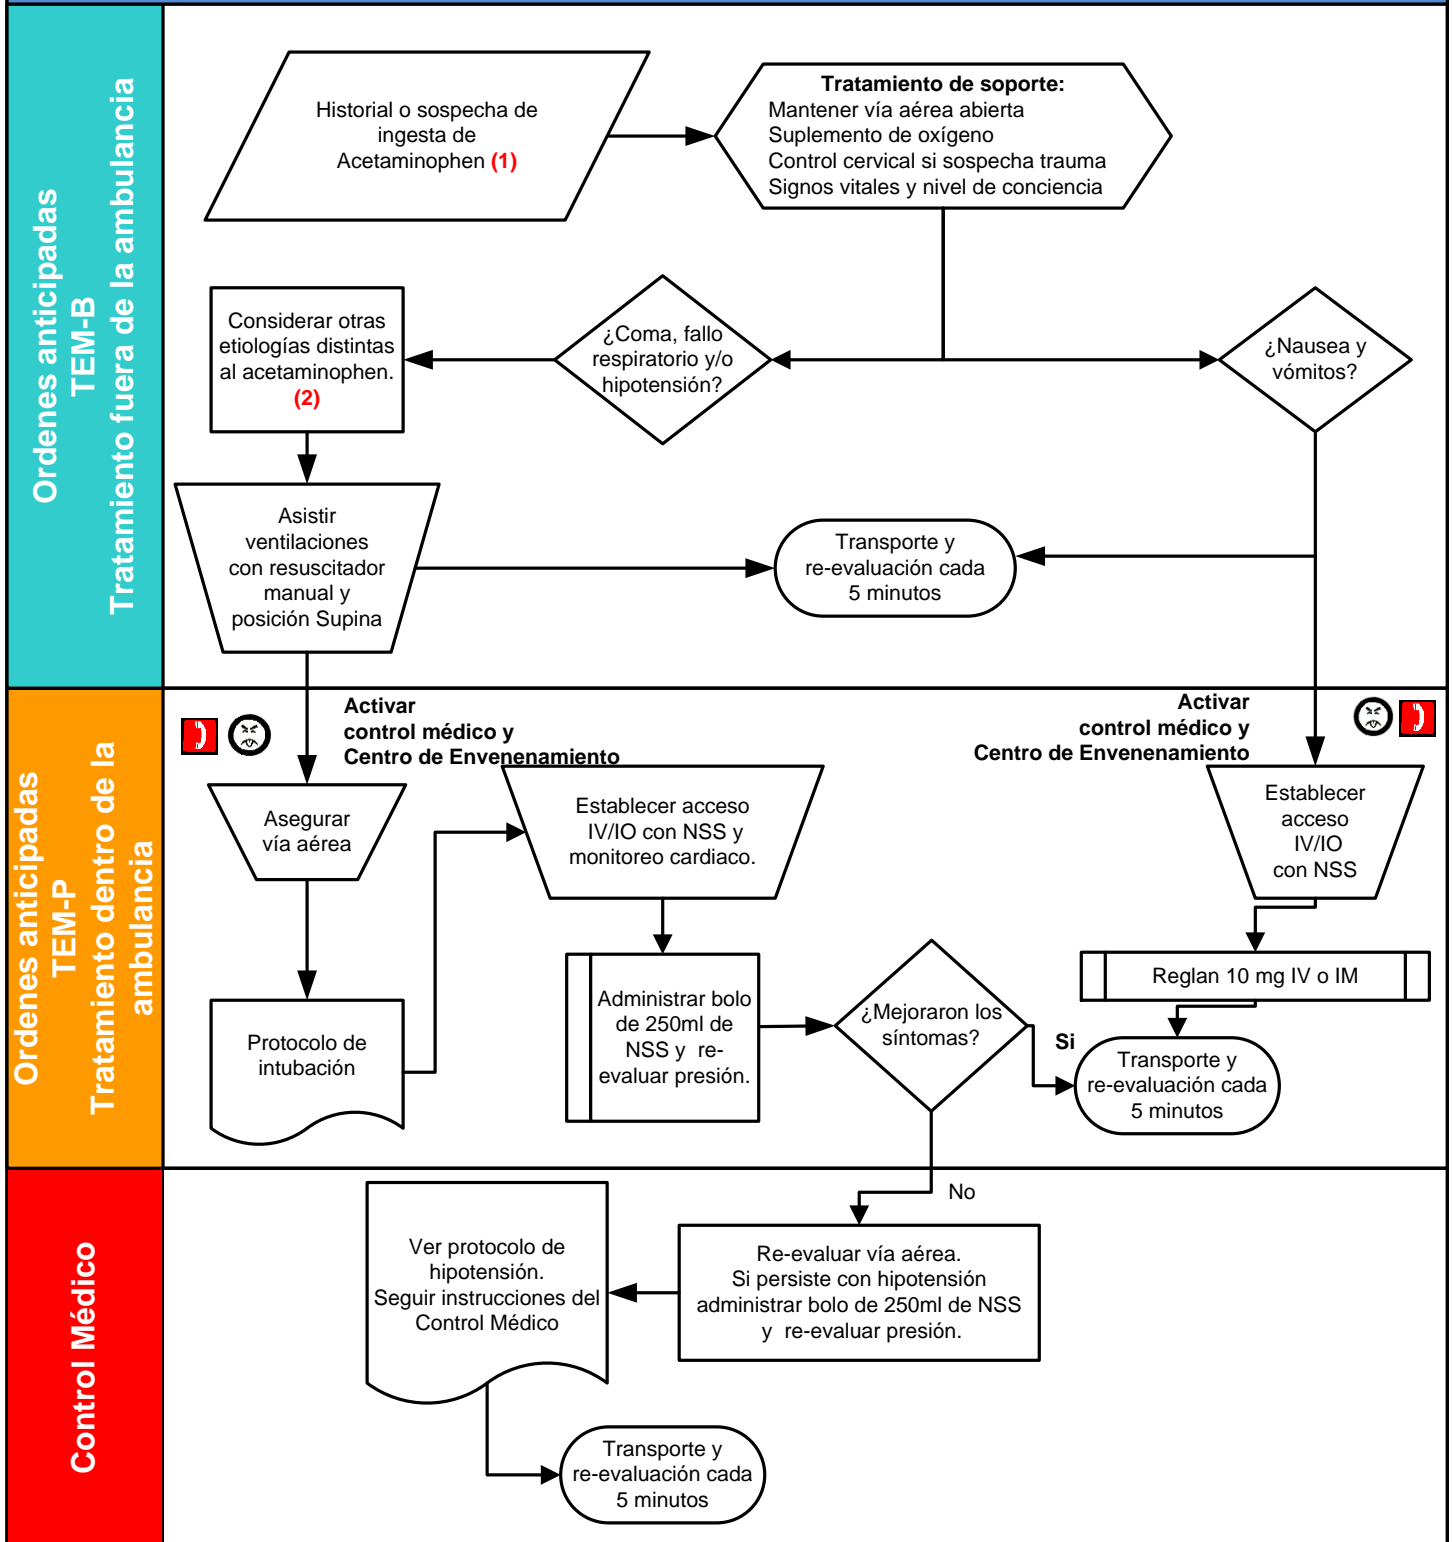 Ordenes anticipadas
TEM-B
Tratamiento fuera de la ambulancia
Historial o sospecha de
ingesta de
Acetaminophen (1)
Tratamiento de soporte:
Mantener vía aérea abierta
Suplemento de oxígeno
Control cervical si sospecha trauma
Signos vitales y nivel de conciencia
Considerar otras
etiologías distintas
al acetaminophen.
(2)
¿Coma, fallo
respiratorio y/o
hipotensión?
¿Nausea y
vómitos?
Asistir
ventilaciones
con resuscitador
manual y
posición Supina
Transporte y
re-evaluación cada
5 minutos
Ordenes anticipadas
TEM-P
Tratamiento dentro de la
ambulancia
Activar
control médico y
Centro de Envenenamiento
Activar
control médico y
Centro de Envenenamiento
Asegurar
vía aérea
Establecer acceso
IV/IO con NSS y
monitoreo cardiaco.
Establecer
acceso
IV/IO
con NSS
Protocolo de
intubación
Administrar bolo
de 250ml de
NSS y  re-
evaluar presión.
¿Mejoraron los
síntomas?
Reglan 10 mg IV o IM
Si
Transporte y
re-evaluación cada
5 minutos
Control Médico
No
Ver protocolo de
hipotensión.
Seguir instrucciones del
Control Médico
Re-evaluar vía aérea.
Si persiste con hipotensión
administrar bolo de 250ml de NSS
y  re-evaluar presión.
Transporte y
re-evaluación cada
5 minutos